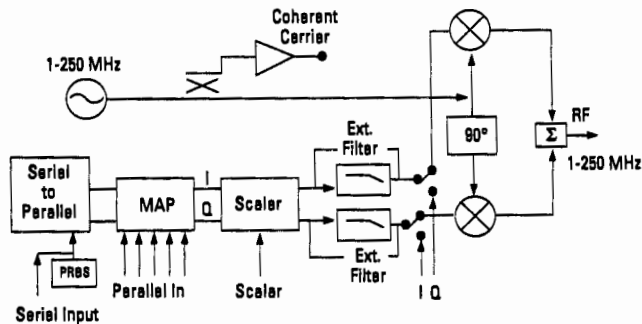 Coherent
Carrier
1-250 MHz
Ext.
Filter
90°
Σ
RF
1-250 MHz
Serial
to
Parallel
MAP
I
Q
Scaler
Ext.
Filter
I Q
PRBS
Serial Input
Parallel In
Scalar